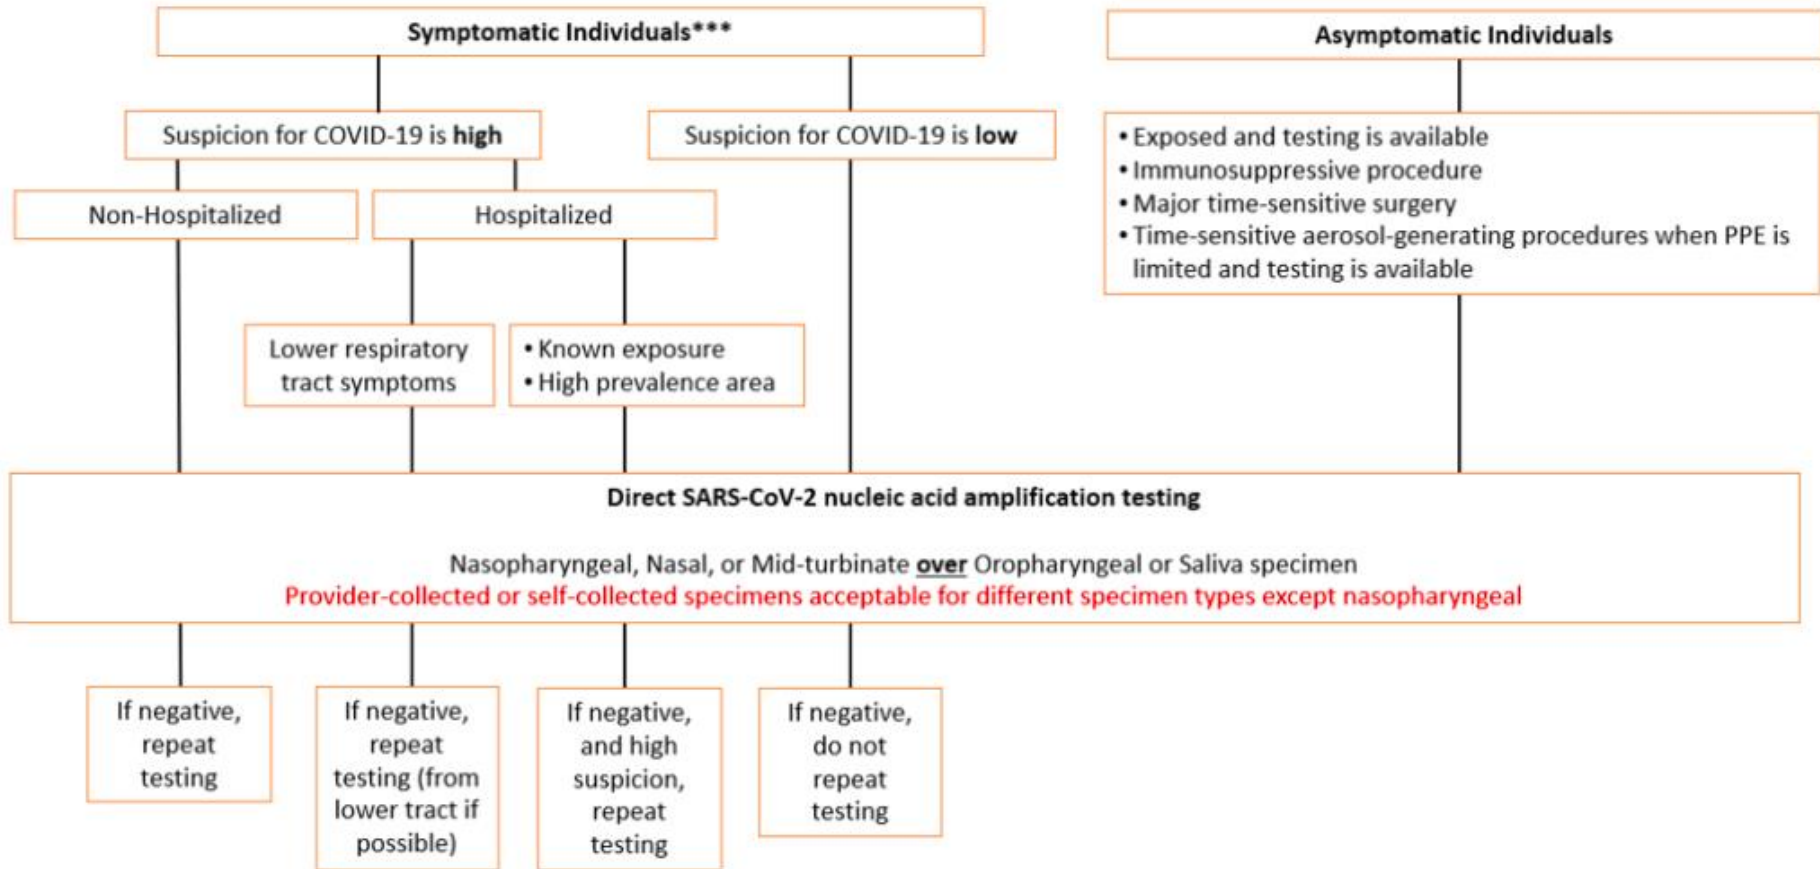 Symptomatic Individuals***
Asymptomatic Individuals
Suspicion for COVID-19 is high
Suspicion for COVID-19 is low
• Exposed and testing is available
• Immunosuppressive procedure
• Major time-sensitive surgery
• Time-sensitive aerosol-generating procedures when PPE is
limited and testing is available
Non-Hospitalized
Hospitalized
Lower respiratory
tract symptoms
• Known exposure
• High prevalence area
Direct SARS-CoV-2 nucleic acid amplification testing
Nasopharyngeal, Nasal, or Mid-turbinate over Oropharyngeal or Saliva specimen
Provider-collected or self-collected specimens acceptable for different specimen types except nasopharyngeal
If negative,
repeat
testing
If negative,
repeat
testing (from
lower tract if
possible)
If negative,
and high
suspicion,
repeat
testing
If negative,
do not
repeat
testing